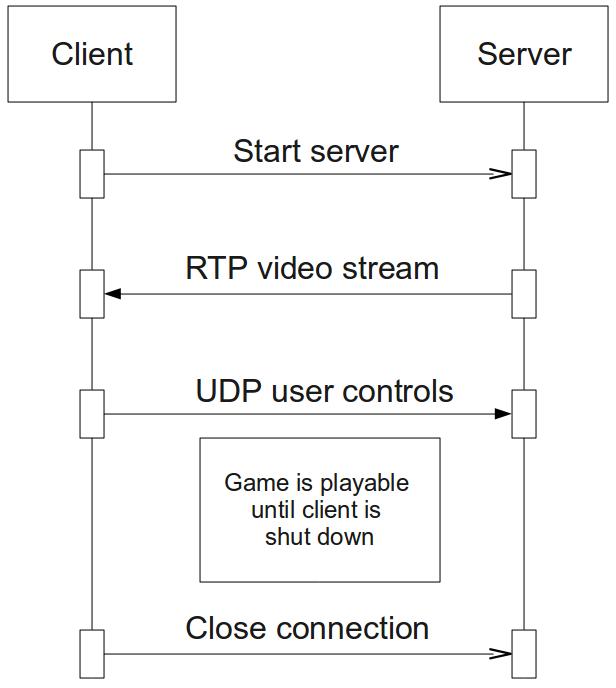 Client
Server
Start server
RTP video stream
UDP user controls
Game is playable
until client is
shut down
Close connection